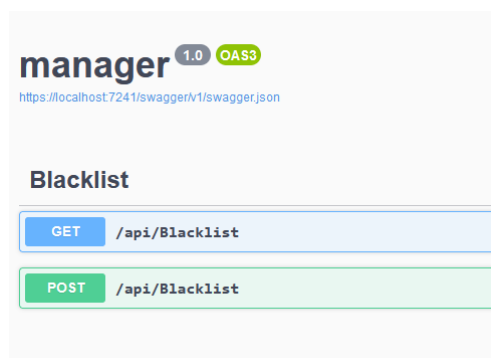 manager 1.0 OAS3
https://localhost:7241/swagger/v1/swagger.json
Blacklist
GET /api/Blacklist
POST /api/Blacklist